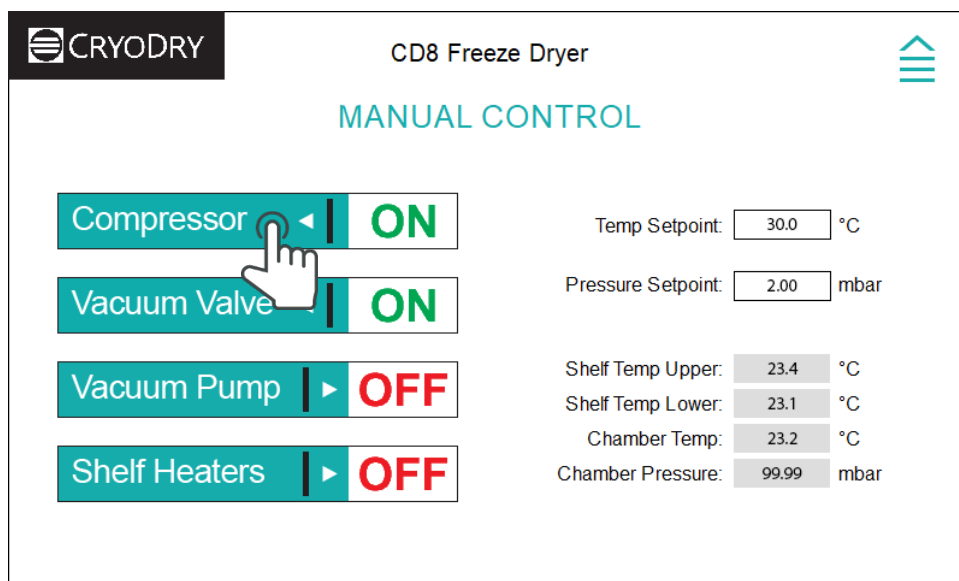 CRYODRY
CD8 Freeze Dryer
MANUAL CONTROL
Compressor ON
Vacuum Valve ON
Vacuum Pump OFF
Shelf Heaters OFF
Temp Setpoint: 30.0 °C
Pressure Setpoint: 2.00 mbar
Shelf Temp Upper: 23.4 °C
Shelf Temp Lower: 23.1 °C
Chamber Temp: 23.2 °C
Chamber Pressure: 99.99 mbar